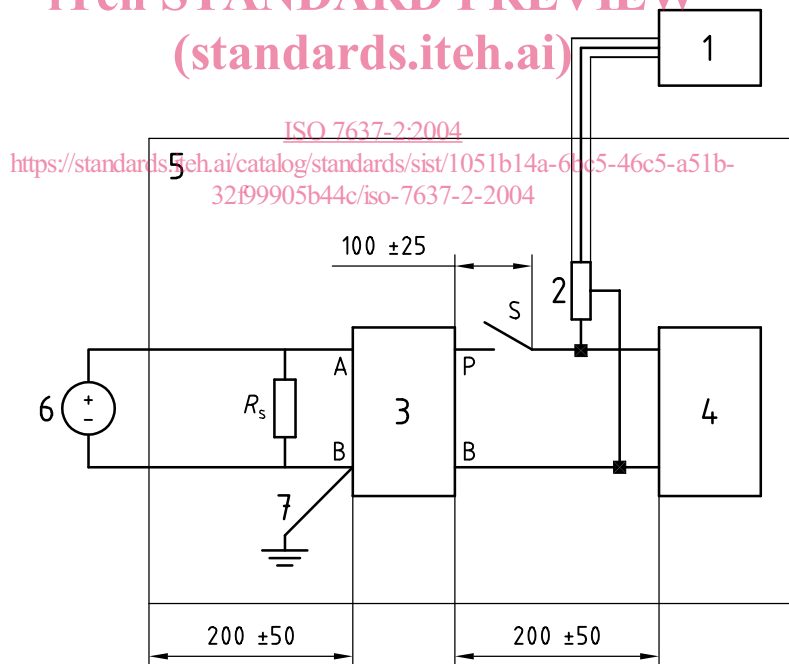 iTeh STANDARD PREVIEW
(standards.iteh.ai)
1
ISO 7637-2:2004
5
https://standards.iteh.ai/catalog/standards/sist/1051b14a-6bc5-46c5-a51b-
32f99905b44c/iso-7637-2-2004
100 ±25
2
S
A
P
6
+
−
Rs
3
4
B
B
7
200 ±50
200 ±50